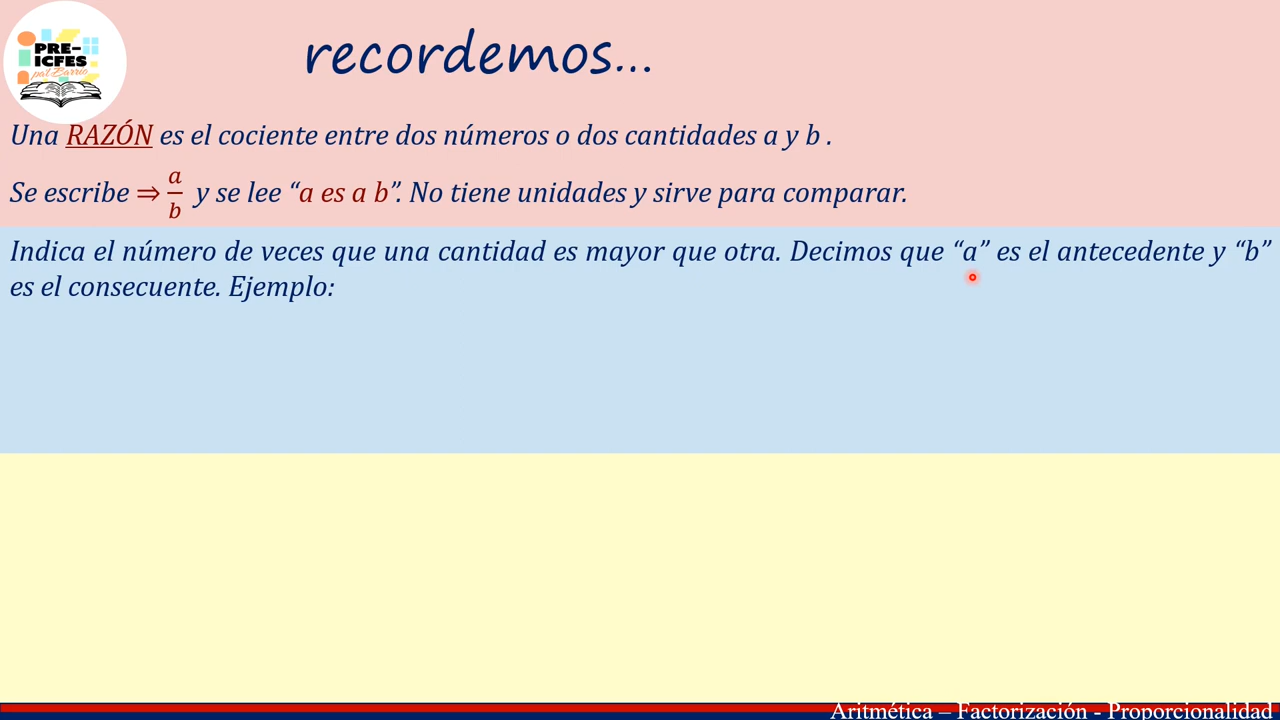 PRE-
ICFES
pal Barrio
recordemos...
Una RAZÓN es el cociente entre dos números o dos cantidades a y b .
Se escribe ⇒ a/b y se lee “a es a b”. No tiene unidades y sirve para comparar.
Indica el número de veces que una cantidad es mayor que otra. Decimos que “a” es el antecedente y “b”
es el consecuente. Ejemplo:
Aritmética – Factorización - Proporcionalidad